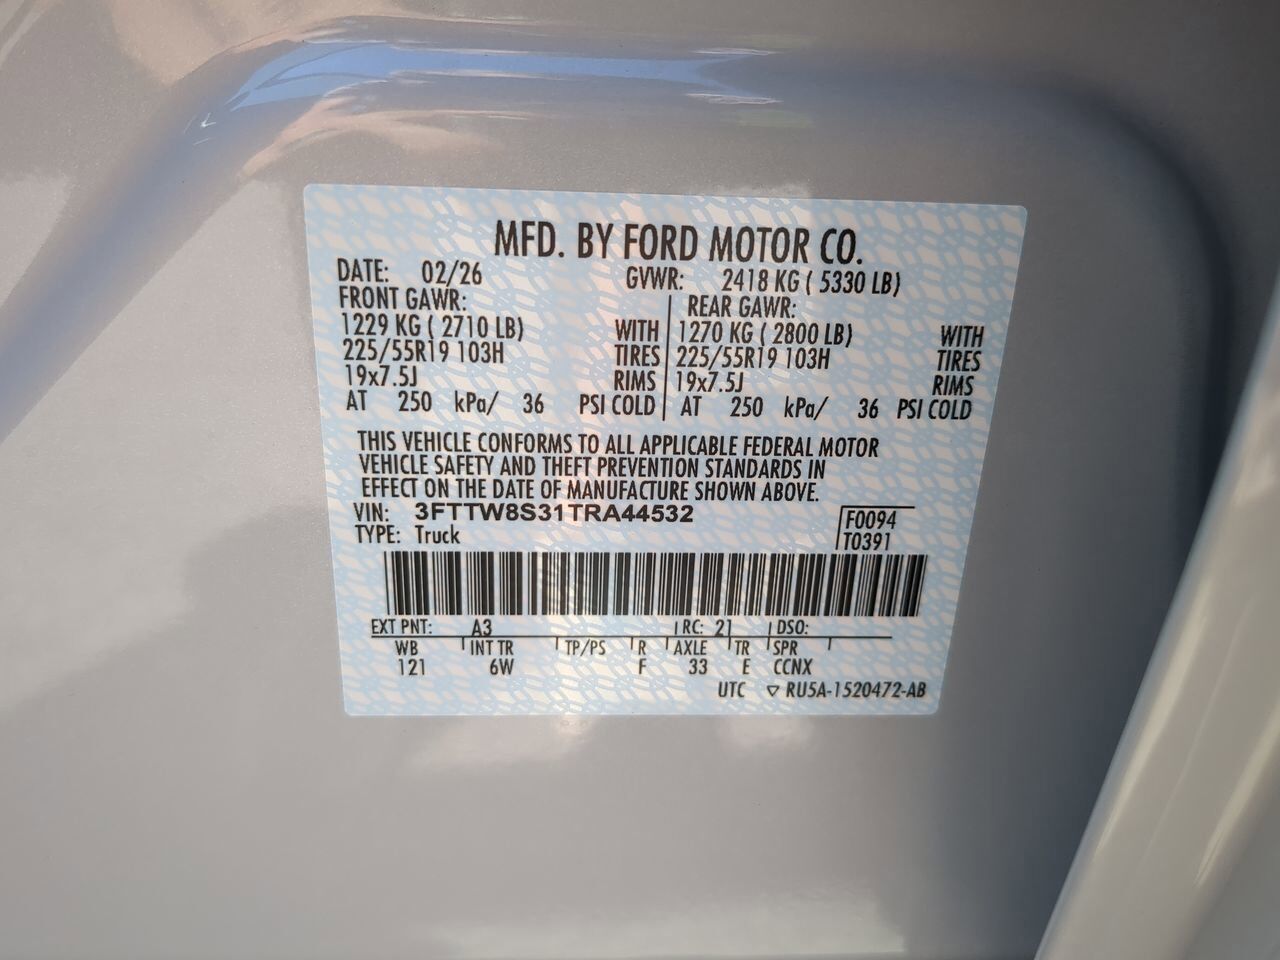 MFD. BY FORD MOTOR CO.
DATE: 02/26 GVWR: 2418 KG ( 5330 LB)
FRONT GAWR: REAR GAWR:
1229 KG ( 2710 LB) WITH 1270 KG ( 2800 LB) WITH
225/55R19 103H TIRES 225/55R19 103H TIRES
19x7.5J RIMS 19x7.5J RIMS
AT 250 kPa/ 36 PSI COLD AT 250 kPa/ 36 PSI COLD
THIS VEHICLE CONFORMS TO ALL APPLICABLE FEDERAL MOTOR
VEHICLE SAFETY AND THEFT PREVENTION STANDARDS IN
EFFECT ON THE DATE OF MANUFACTURE SHOWN ABOVE.
VIN: 3FTTW8S31TRA44532 F0094
TYPE: Truck T0391
EXT PNT: A3 RC: 21 DSO:
WB INT TR TP/PS R AXLE TR SPR
121 6W F 33 E CCNX
UTC ▽ RU5A-1520472-AB